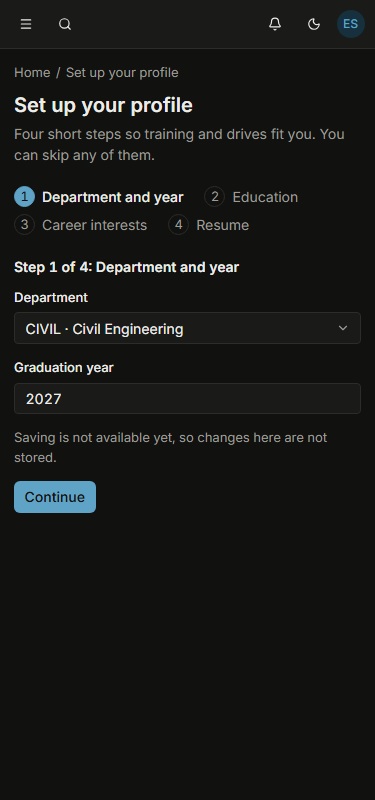 ES
Home / Set up your profile
Set up your profile
Four short steps so training and drives fit you. You
can skip any of them.
1 Department and year 2 Education
3 Career interests 4 Resume
Step 1 of 4: Department and year
Department
CIVIL · Civil Engineering
Graduation year
2027
Saving is not available yet, so changes here are not
stored.
Continue